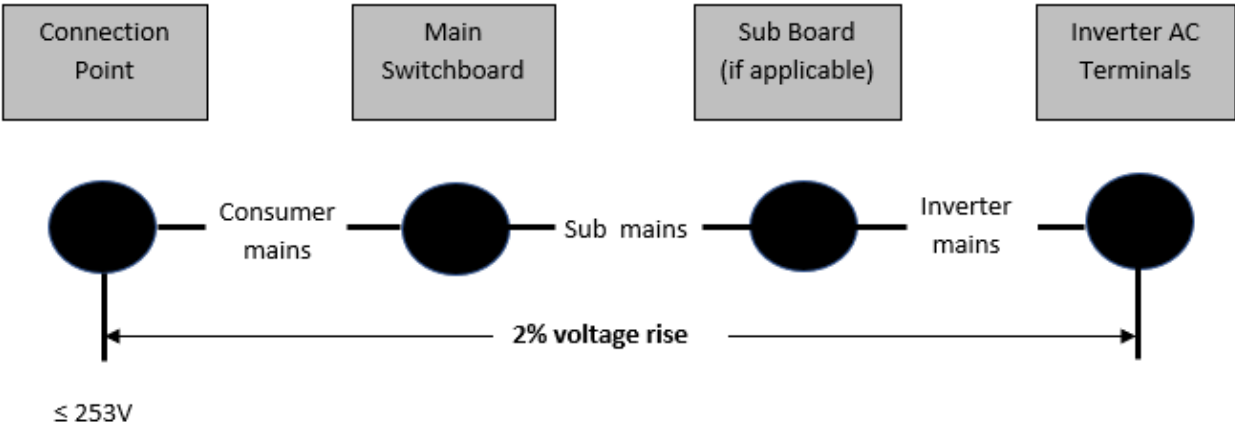 Connection
Point
Main
Switchboard
Sub Board
(if applicable)
Inverter AC
Terminals
Consumer
mains
Sub mains
Inverter
mains
2% voltage rise
≤ 253V